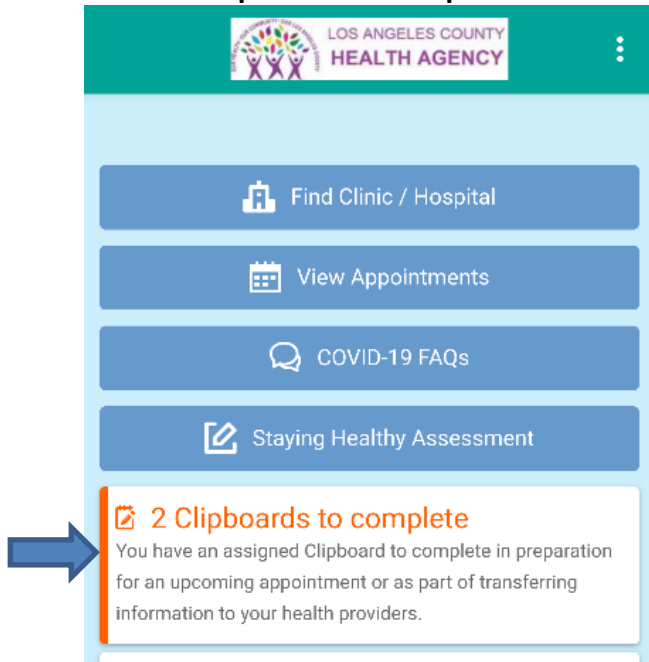 LOS ANGELES COUNTY
HEALTH AGENCY
Find Clinic / Hospital
View Appointments
COVID-19 FAQs
Staying Healthy Assessment
2 Clipboards to complete
You have an assigned Clipboard to complete in preparation
for an upcoming appointment or as part of transferring
information to your health providers.